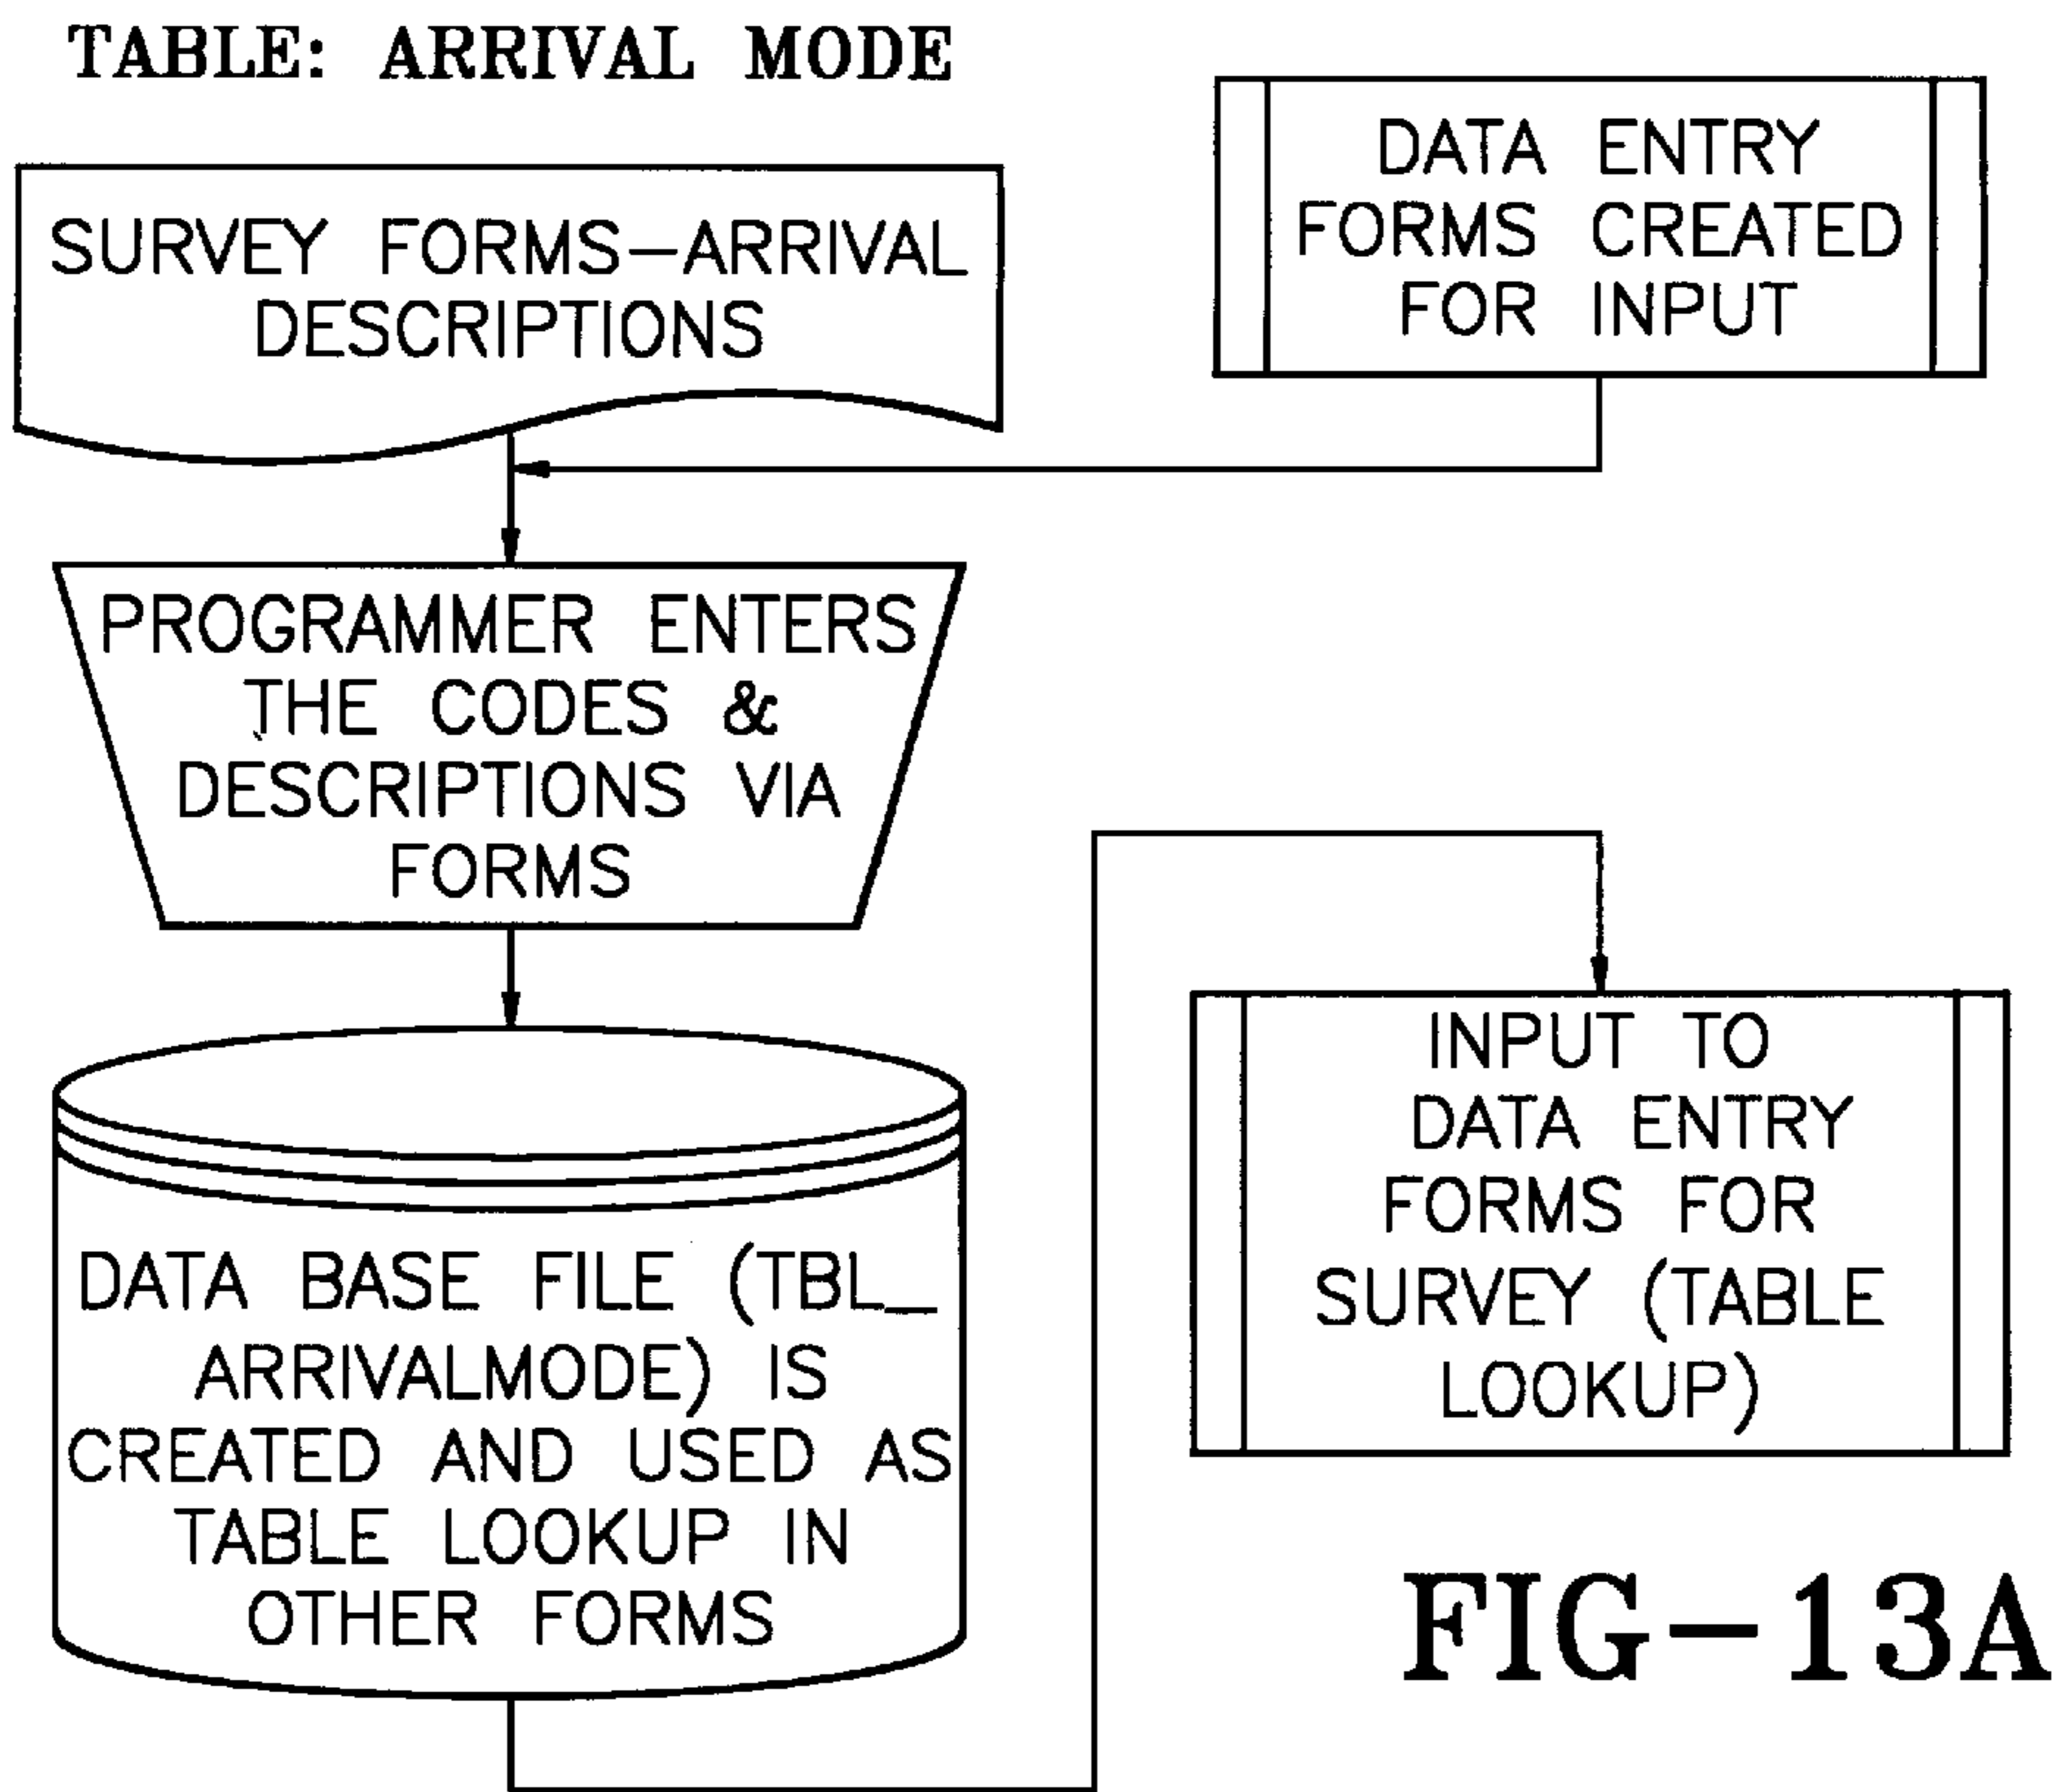 TABLE: ARRIVAL MODE
SURVEY FORMS-ARRIVAL
DESCRIPTIONS
DATA ENTRY
FORMS CREATED
FOR INPUT
PROGRAMMER ENTERS
THE CODES &
DESCRIPTIONS VIA
FORMS
DATA BASE FILE (TBL_
ARRIVALMODE) IS
CREATED AND USED AS
TABLE LOOKUP IN
OTHER FORMS
INPUT TO
DATA ENTRY
FORMS FOR
SURVEY (TABLE
LOOKUP)
FIG-13A